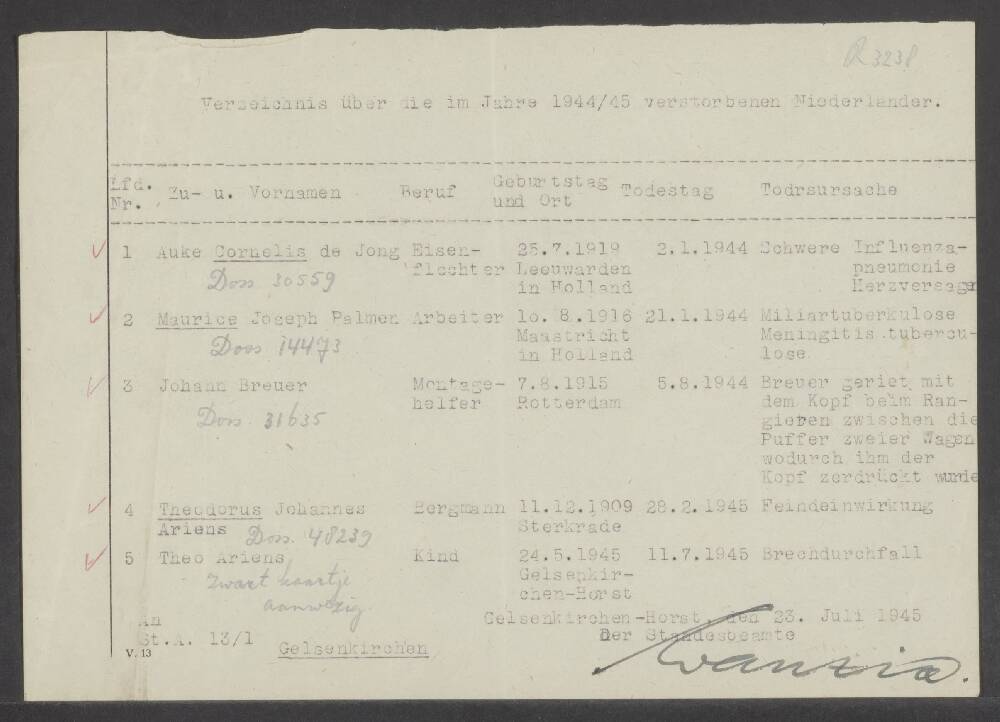 R 3238
Verzeichnis über die im Jahre 1944/45 verstorbenen Niederländer.
Lfd. Nr. Zu- u. Vornamen Beruf Geburtstag und Ort Todestag Todrsursache
1 Auke Cornelis de Jong Eisen- 25.7.1919 2.1.1944 Schwere Influenza-
flechter Leeuwarden pneumonie
Doss 30559 in Holland Herzversagen
2 Maurice Joseph Palmen Arbeiter 10.8.1916 21.1.1944 Miliartuberkulose
Maastricht Meningitis tubercu-
Doss 14473 in Holland lose
3 Johann Breuer Montage- 7.8.1915 5.8.1944 Breuer geriet mit
helfer Rotterdam dem Kopf beim Ran-
Doss 31635 gieren zwischen die
Puffer zweier Wagen
wodurch ihm der
Kopf zerdrückt wurde
4 Theodorus Johannes Bergmann 11.12.1909 28.2.1945 Feindeinwirkung
Ariens Doss. 48239 Sterkrade
5 Theo Ariens Kind 24.5.1945 11.7.1945 Brechdurchfall
zwart kaartje Gelsenkir-
aanwezig chen-Horst
An Gelsenkirchen-Horst, den 23. Juli 1945
St.A. 13/1 Der Standesbeamte
V. 13 Gelsenkirchen